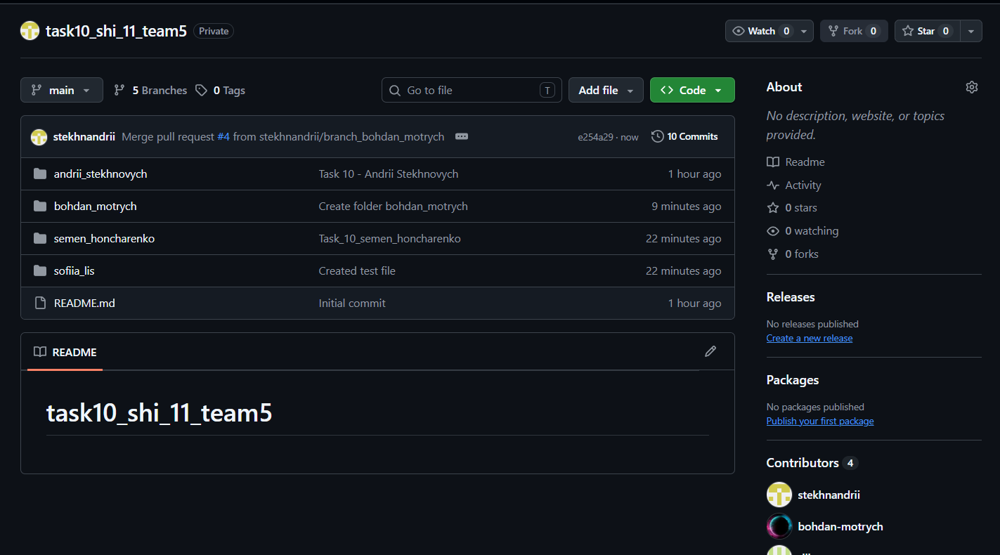 task10_shi_11_team5 Private Watch 0 Fork 0 Star 0
main 5 Branches 0 Tags Go to file T Add file Code
stekhnandrii Merge pull request #4 from stekhnandrii/branch_bohdan_motrych e254a29 · now 10 Commits
andrii_stekhnovych Task 10 - Andrii Stekhnovych 1 hour ago
bohdan_motrych Create folder bohdan_motrych 9 minutes ago
semen_honcharenko Task_10_semen_honcharenko 22 minutes ago
sofiia_lis Created test file 22 minutes ago
README.md Initial commit 1 hour ago
README
task10_shi_11_team5
About
No description, website, or topics
provided.
Readme
Activity
0 stars
0 watching
0 forks
Releases
No releases published
Create a new release
Packages
No packages published
Publish your first package
Contributors 4
stekhnandrii
bohdan-motrych